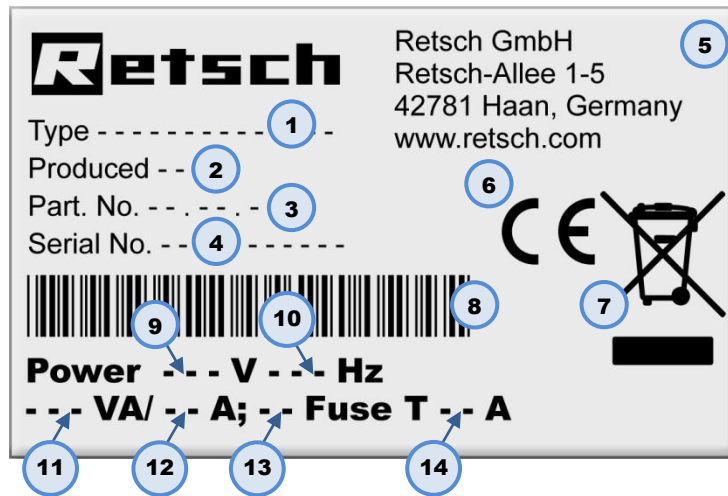 Retsch
Retsch GmbH
Retsch-Allee 1-5
42781 Haan, Germany
www.retsch.com
5
Type - - - - - - - - - - 1 - -
Produced - - 2
Part. No. - - . - - . - 3
Serial No. - - 4 - - - - - -
6
CE
7
8
9
10
Power - - - V - - - Hz
- - - VA/ - - A; - - Fuse T - - A
11
12
13
14